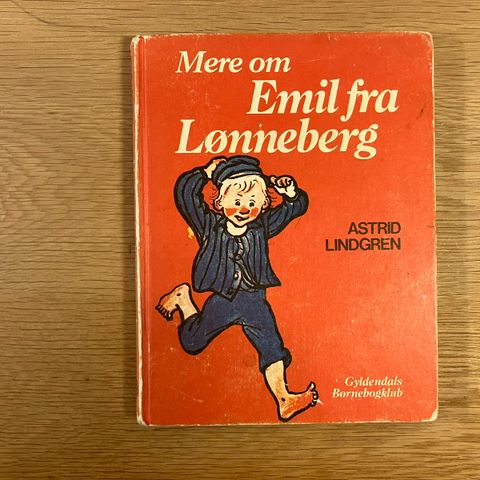 Mere om
Emil fra
Lønneberg
ASTRID
LINDGREN
Gyldendals
Børnebogklub